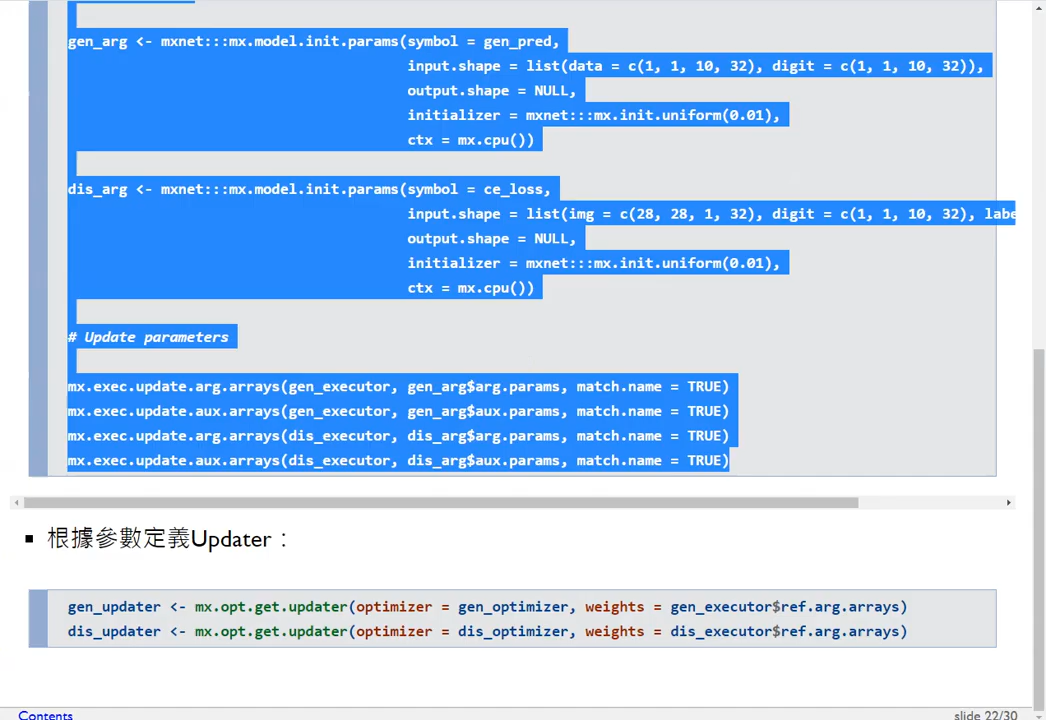 gen_arg <- mxnet:::mx.model.init.params(symbol = gen_pred,
input.shape = list(data = c(1, 1, 10, 32), digit = c(1, 1, 10, 32)),
output.shape = NULL,
initializer = mxnet:::mx.init.uniform(0.01),
ctx = mx.cpu())
dis_arg <- mxnet:::mx.model.init.params(symbol = ce_loss,
input.shape = list(img = c(28, 28, 1, 32), digit = c(1, 1, 10, 32), labe
output.shape = NULL,
initializer = mxnet:::mx.init.uniform(0.01),
ctx = mx.cpu())
# Update parameters
mx.exec.update.arg.arrays(gen_executor, gen_arg$arg.params, match.name = TRUE)
mx.exec.update.aux.arrays(gen_executor, gen_arg$aux.params, match.name = TRUE)
mx.exec.update.arg.arrays(dis_executor, dis_arg$arg.params, match.name = TRUE)
mx.exec.update.aux.arrays(dis_executor, dis_arg$aux.params, match.name = TRUE)
▪ 根據參數定義Updater：
gen_updater <- mx.opt.get.updater(optimizer = gen_optimizer, weights = gen_executor$ref.arg.arrays)
dis_updater <- mx.opt.get.updater(optimizer = dis_optimizer, weights = dis_executor$ref.arg.arrays)
Contents
slide 22/30